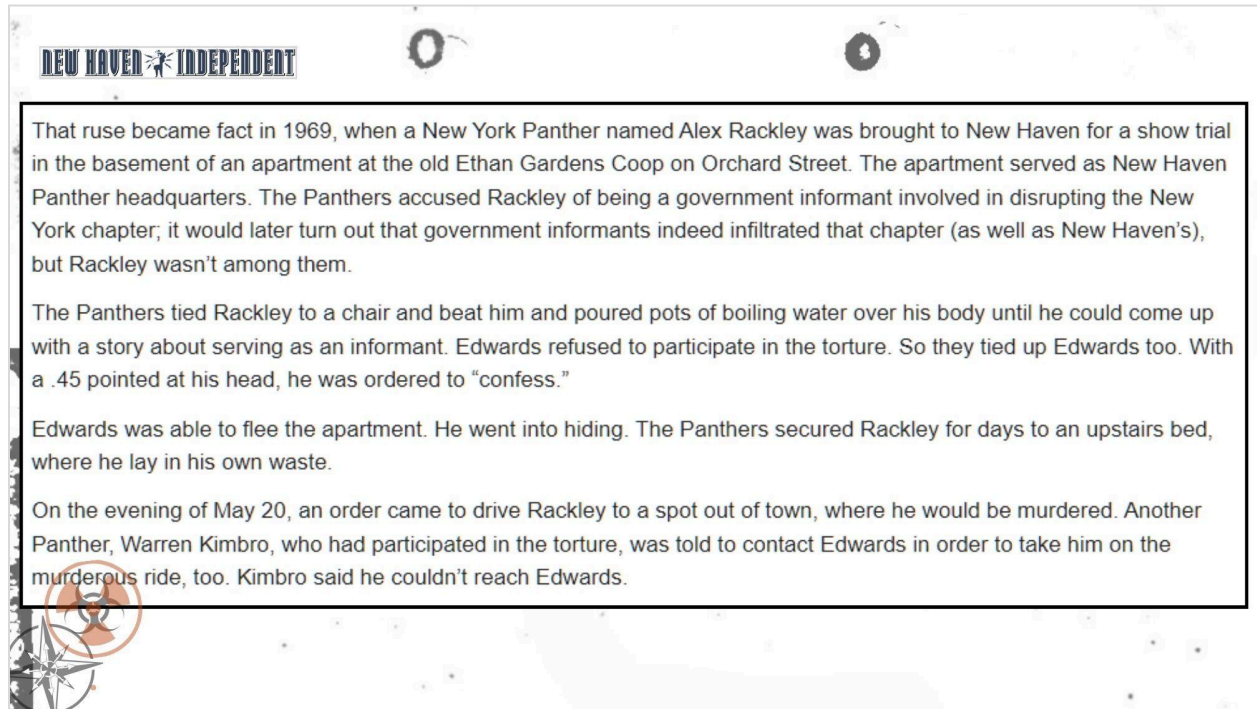 NEW HAVEN INDEPENDENT
That ruse became fact in 1969, when a New York Panther named Alex Rackley was brought to New Haven for a show trial
in the basement of an apartment at the old Ethan Gardens Coop on Orchard Street. The apartment served as New Haven
Panther headquarters. The Panthers accused Rackley of being a government informant involved in disrupting the New
York chapter; it would later turn out that government informants indeed infiltrated that chapter (as well as New Haven’s),
but Rackley wasn’t among them.
The Panthers tied Rackley to a chair and beat him and poured pots of boiling water over his body until he could come up
with a story about serving as an informant. Edwards refused to participate in the torture. So they tied up Edwards too. With
a .45 pointed at his head, he was ordered to “confess.”
Edwards was able to flee the apartment. He went into hiding. The Panthers secured Rackley for days to an upstairs bed,
where he lay in his own waste.
On the evening of May 20, an order came to drive Rackley to a spot out of town, where he would be murdered. Another
Panther, Warren Kimbro, who had participated in the torture, was told to contact Edwards in order to take him on the
murderous ride, too. Kimbro said he couldn’t reach Edwards.